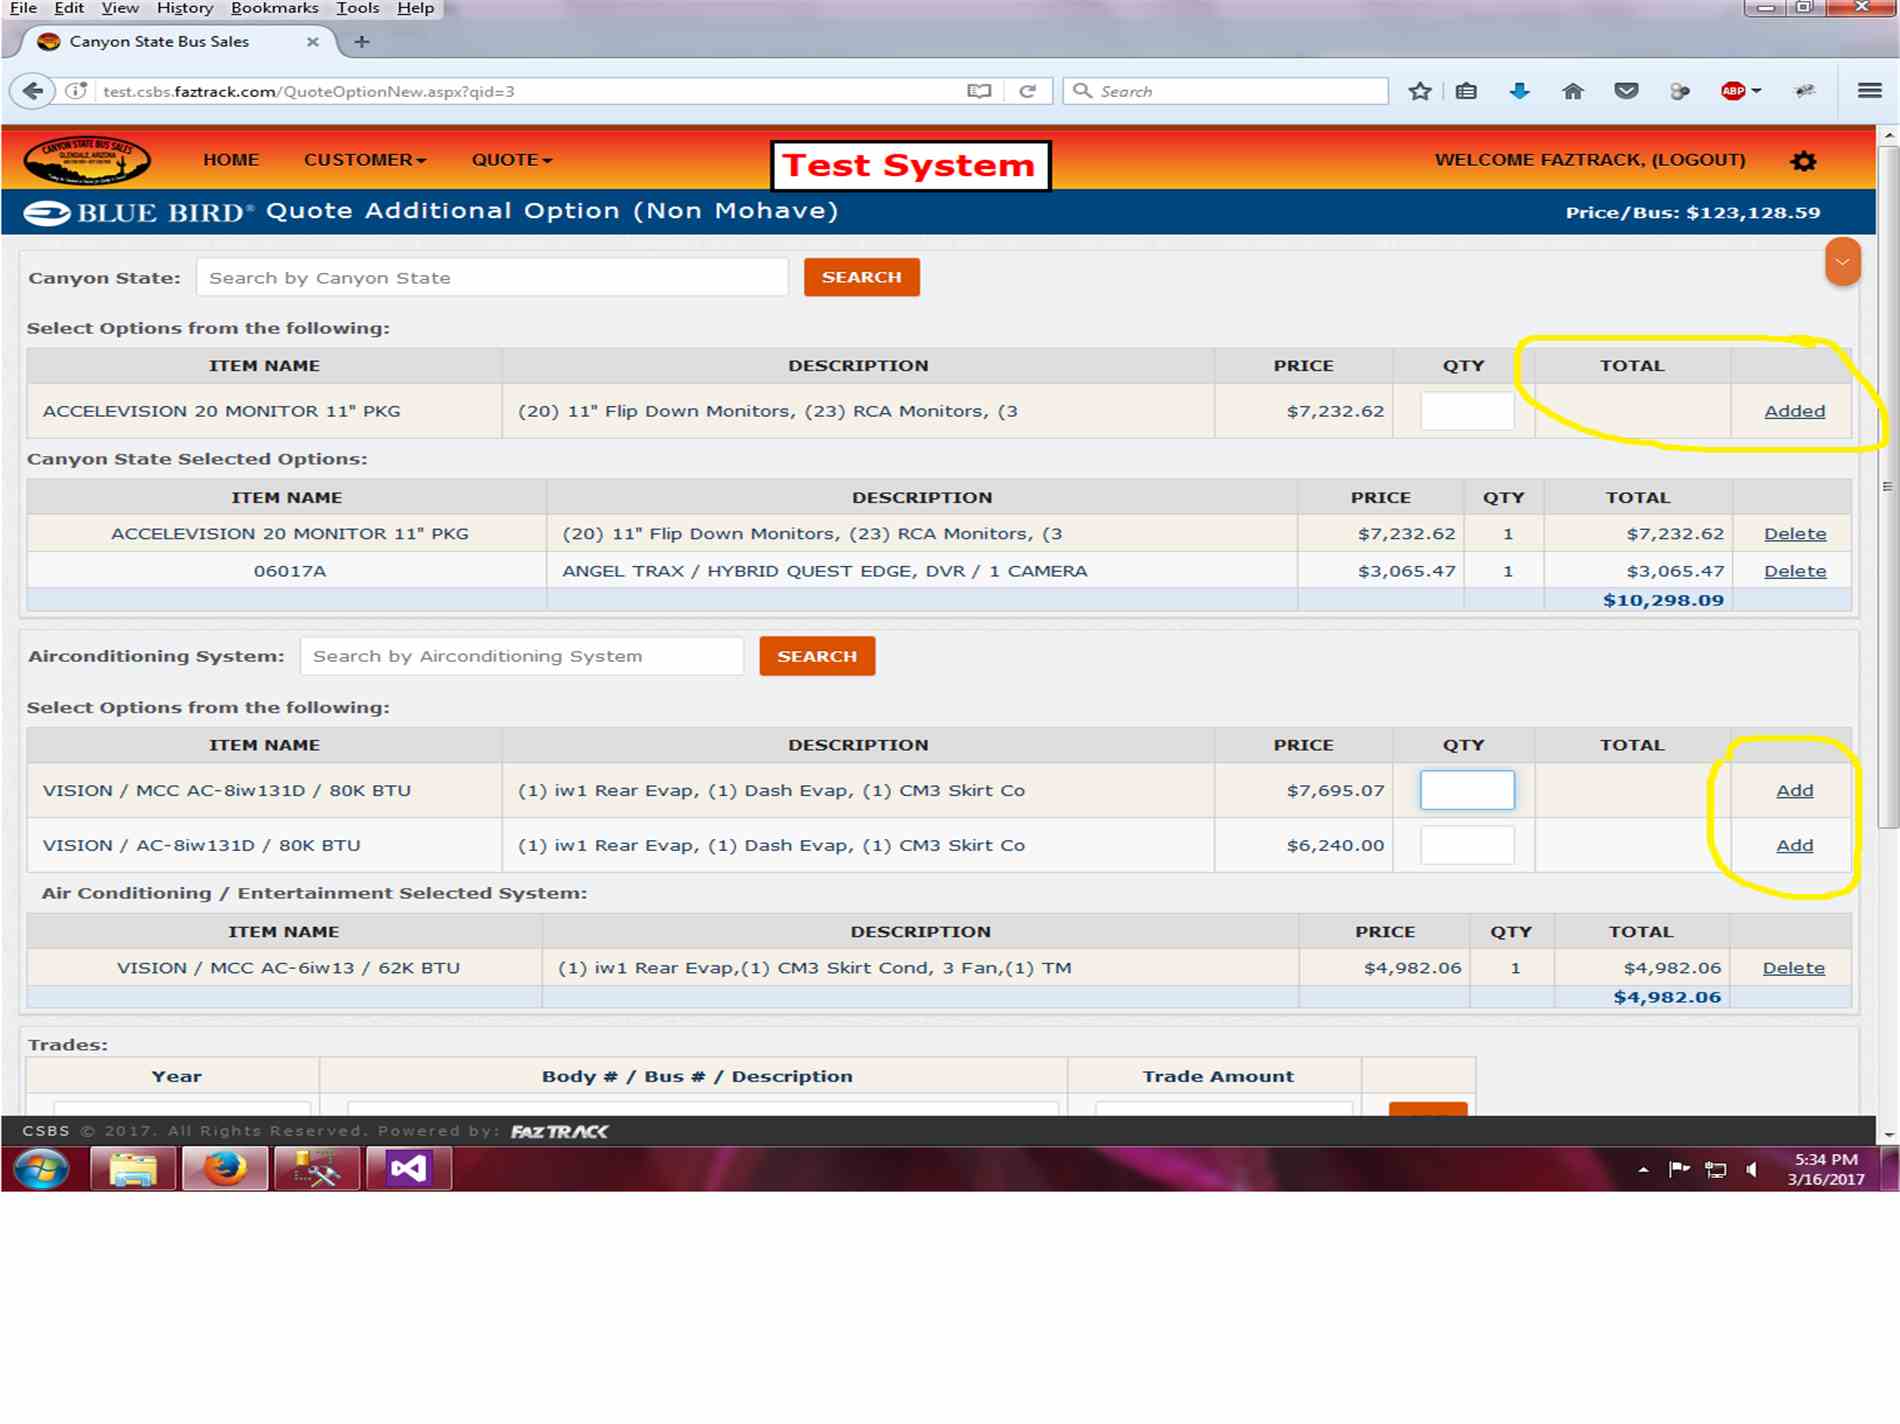 File Edit View History Bookmarks Tools Help
Canyon State Bus Sales
test.csbs.faztrack.com/QuoteOptionNew.aspx?qid=3 Search ABP
CANYON STATE BUS SALES
GLENDALE, ARIZONA
HOME CUSTOMER QUOTE Test System WELCOME FAZTRACK, (LOGOUT)
BLUE BIRD Quote Additional Option (Non Mohave) Price/Bus: $123,128.59
Canyon State: Search by Canyon State SEARCH
Select Options from the following:
ITEM NAME DESCRIPTION PRICE QTY TOTAL
ACCELEVISION 20 MONITOR 11" PKG (20) 11" Flip Down Monitors, (23) RCA Monitors, (3 $7,232.62 Added
Canyon State Selected Options:
ITEM NAME DESCRIPTION PRICE QTY TOTAL
ACCELEVISION 20 MONITOR 11" PKG (20) 11" Flip Down Monitors, (23) RCA Monitors, (3 $7,232.62 1 $7,232.62 Delete
06017A ANGEL TRAX / HYBRID QUEST EDGE, DVR / 1 CAMERA $3,065.47 1 $3,065.47 Delete
$10,298.09
Airconditioning System: Search by Airconditioning System SEARCH
Select Options from the following:
ITEM NAME DESCRIPTION PRICE QTY TOTAL
VISION / MCC AC-8iw131D / 80K BTU (1) iw1 Rear Evap, (1) Dash Evap, (1) CM3 Skirt Co $7,695.07 Add
VISION / AC-8iw131D / 80K BTU (1) iw1 Rear Evap, (1) Dash Evap, (1) CM3 Skirt Co $6,240.00 Add
Air Conditioning / Entertainment Selected System:
ITEM NAME DESCRIPTION PRICE QTY TOTAL
VISION / MCC AC-6iw13 / 62K BTU (1) iw1 Rear Evap,(1) CM3 Skirt Cond, 3 Fan,(1) TM $4,982.06 1 $4,982.06 Delete
$4,982.06
Trades:
Year Body # / Bus # / Description Trade Amount
CSBS © 2017. All Rights Reserved. Powered by: FAZTRACK
5:34 PM
3/16/2017